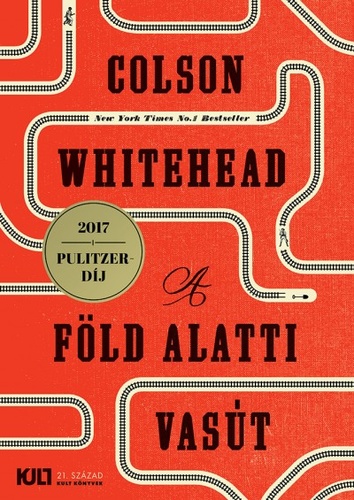 COLSON
New York Times No.1 Bestseller
WHITEHEAD
2017
PULITZER-
DÍJ
A
FÖLD ALATTI
VASÚT
KULT
21. SZÁZAD
KULT KÖNYVEK